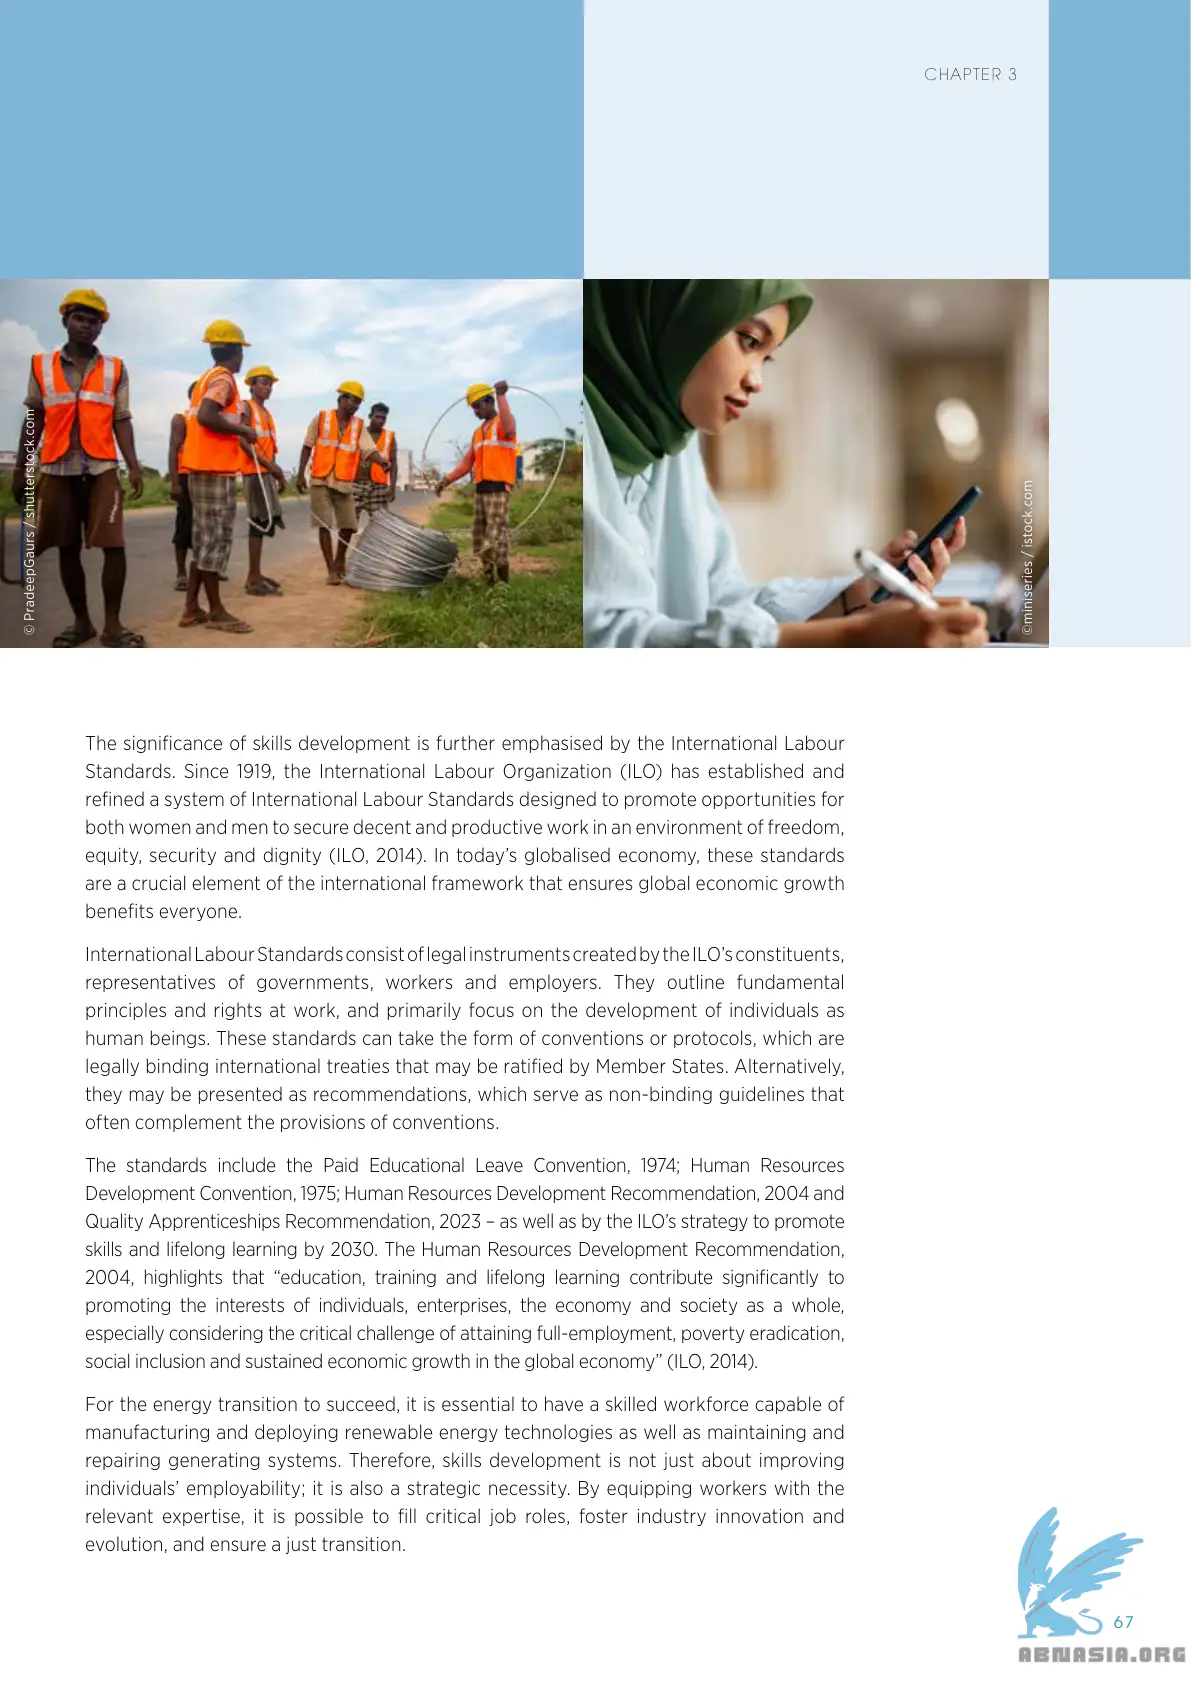 CHAPTER 3
© PradeepGaurs / shutterstock.com
©miniseries / istock.com
The significance of skills development is further emphasised by the International Labour
Standards. Since 1919, the International Labour Organization (ILO) has established and
refined a system of International Labour Standards designed to promote opportunities for
both women and men to secure decent and productive work in an environment of freedom,
equity, security and dignity (ILO, 2014). In today’s globalised economy, these standards
are a crucial element of the international framework that ensures global economic growth
benefits everyone.
International Labour Standards consist of legal instruments created by the ILO’s constituents,
representatives of governments, workers and employers. They outline fundamental
principles and rights at work, and primarily focus on the development of individuals as
human beings. These standards can take the form of conventions or protocols, which are
legally binding international treaties that may be ratified by Member States. Alternatively,
they may be presented as recommendations, which serve as non-binding guidelines that
often complement the provisions of conventions.
The standards include the Paid Educational Leave Convention, 1974; Human Resources
Development Convention, 1975; Human Resources Development Recommendation, 2004 and
Quality Apprenticeships Recommendation, 2023 – as well as by the ILO’s strategy to promote
skills and lifelong learning by 2030. The Human Resources Development Recommendation,
2004, highlights that “education, training and lifelong learning contribute significantly to
promoting the interests of individuals, enterprises, the economy and society as a whole,
especially considering the critical challenge of attaining full-employment, poverty eradication,
social inclusion and sustained economic growth in the global economy” (ILO, 2014).
For the energy transition to succeed, it is essential to have a skilled workforce capable of
manufacturing and deploying renewable energy technologies as well as maintaining and
repairing generating systems. Therefore, skills development is not just about improving
individuals’ employability; it is also a strategic necessity. By equipping workers with the
relevant expertise, it is possible to fill critical job roles, foster industry innovation and
evolution, and ensure a just transition.
67
ABNASIA.ORG